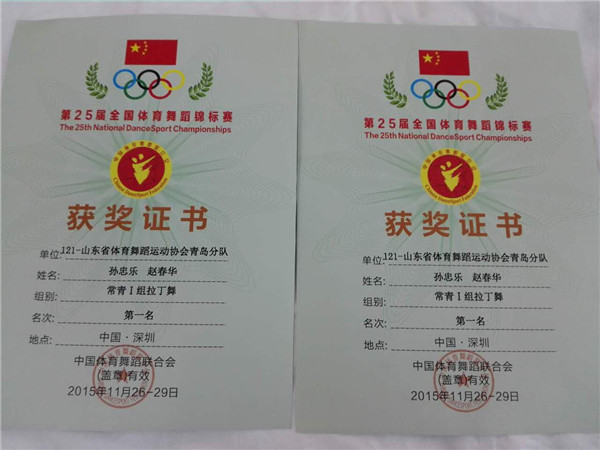 第25届全国体育舞蹈锦标赛
The 25th National DanceSport Championships
获奖证书
单位: 121-山东省体育舞蹈运动协会青岛分队
姓名: 孙忠乐 赵春华
组别: 常青Ⅰ组拉丁舞
名次: 第一名
地点: 中国·深圳
中国体育舞蹈联合会
(盖章)有效
2015年11月26-29日
第25届全国体育舞蹈锦标赛
The 25th National DanceSport Championships
获奖证书
单位: 121-山东省体育舞蹈运动协会青岛分队
姓名: 孙忠乐 赵春华
组别: 常青Ⅰ组拉丁舞
名次: 第一名
地点: 中国·深圳
中国体育舞蹈联合会
(盖章)有效
2015年11月26-29日